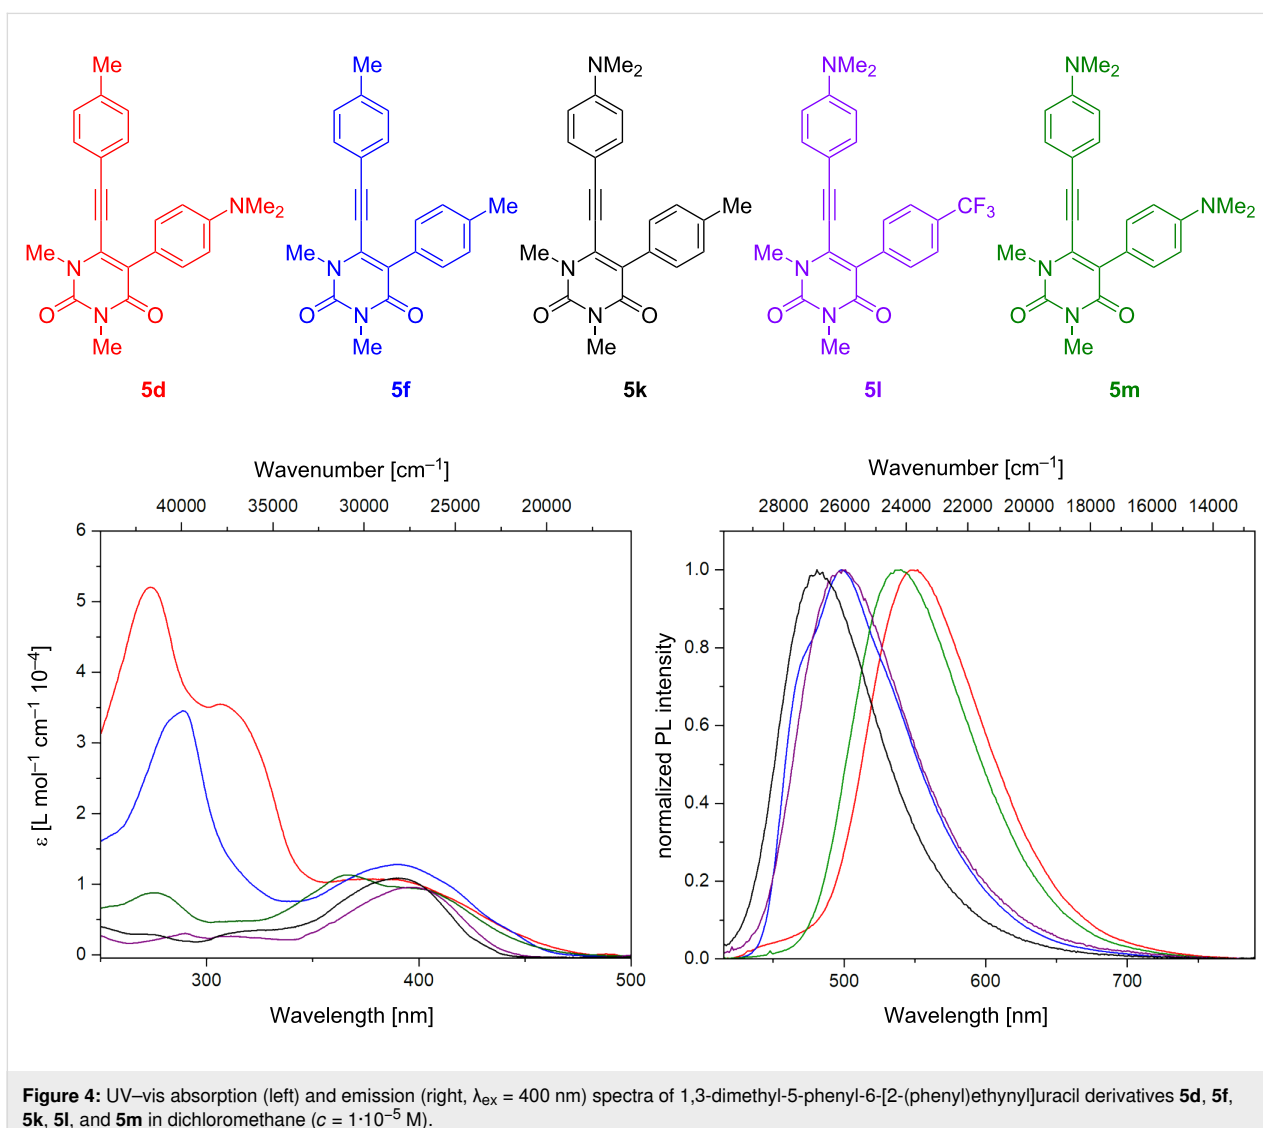 Me Me NMe2 NMe2 NMe2
NMe2 Me Me CF3 NMe2
Me Me Me Me Me
N N N N N
O N O O N O O N O O N O O N O
Me Me Me Me Me
5d 5f 5k 5l 5m
Wavenumber [cm–1] Wavenumber [cm–1]
40000 35000 30000 25000 20000 28000 26000 24000 22000 20000 18000 16000 14000
6
5
4
3
2
1
0
ε [L mol–1 cm–1 10–4]
300 400 500
Wavelength [nm]
1.0
0.8
0.6
0.4
0.2
0.0
normalized PL intensity
500 600 700
Wavelength [nm]
Figure 4: UV–vis absorption (left) and emission (right, λex = 400 nm) spectra of 1,3-dimethyl-5-phenyl-6-[2-(phenyl)ethynyl]uracil derivatives 5d, 5f,
5k, 5l, and 5m in dichloromethane (c = 1·10–5 M).